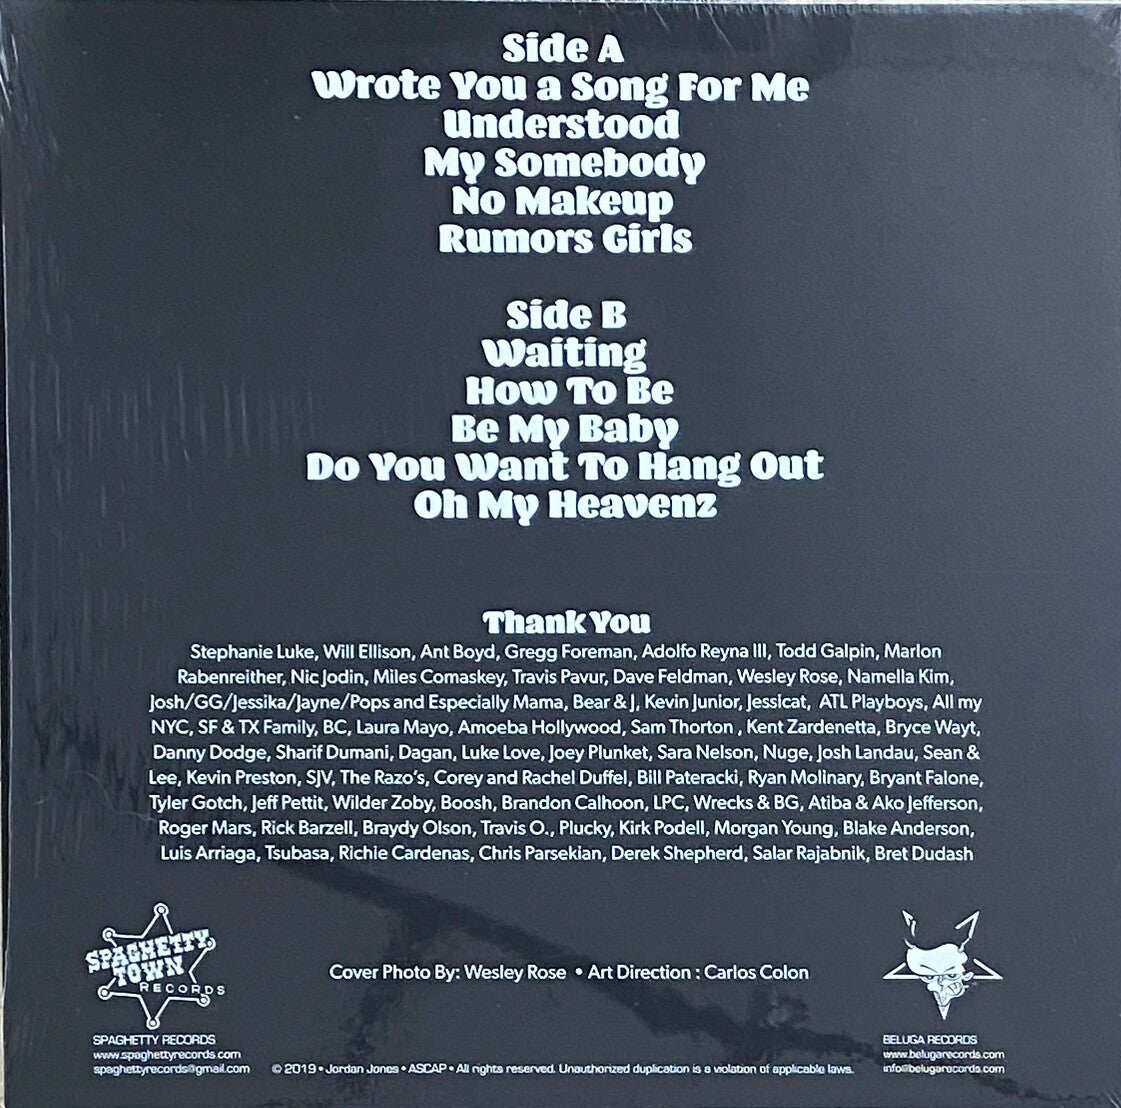 Side A
Wrote You a Song For Me
Understood
My Somebody
No Makeup
Rumors Girls
Side B
Waiting
How To Be
Be My Baby
Do You Want To Hang Out
Oh My Heavenz
Thank You
Stephanie Luke, Will Ellison, Ant Boyd, Gregg Foreman, Adolfo Reyna III, Todd Galpin, Marlon
Rabenreither, Nic Jodin, Miles Comaskey, Travis Pavur, Dave Feldman, Wesley Rose, Namella Kim,
Josh/GG/Jessika/Jayne/Pops and Especially Mama, Bear & J, Kevin Junior, Jessicat, ATL Playboys, All my
NYC, SF & TX Family, BC, Laura Mayo, Amoeba Hollywood, Sam Thorton , Kent Zardenetta, Bryce Wayt,
Danny Dodge, Sharif Dumani, Dagan, Luke Love, Joey Plunket, Sara Nelson, Nuge, Josh Landau, Sean &
Lee, Kevin Preston, SJV, The Razo's, Corey and Rachel Duffel, Bill Pateracki, Ryan Molinary, Bryant Falone,
Tyler Gotch, Jeff Pettit, Wilder Zoby, Boosh, Brandon Calhoon, LPC, Wrecks & BG, Atiba & Ako Jefferson,
Roger Mars, Rick Barzell, Braydy Olson, Travis O., Plucky, Kirk Podell, Morgan Young, Blake Anderson,
Luis Arriaga, Tsubasa, Richie Cardenas, Chris Parsekian, Derek Shepherd, Salar Rajabnik, Bret Dudash
SPAGHETTY
TOWN
RECORDS
Cover Photo By: Wesley Rose • Art Direction : Carlos Colon
SPAGHETTY RECORDS
www.spaghettyrecords.com
spaghettyrecords@gmail.com
© 2019 • Jordan Jones • ASCAP • All rights reserved. Unauthorized duplication is a violation of applicable laws.
BELUGA RECORDS
www.belugarecords.com
info@belugarecords.com